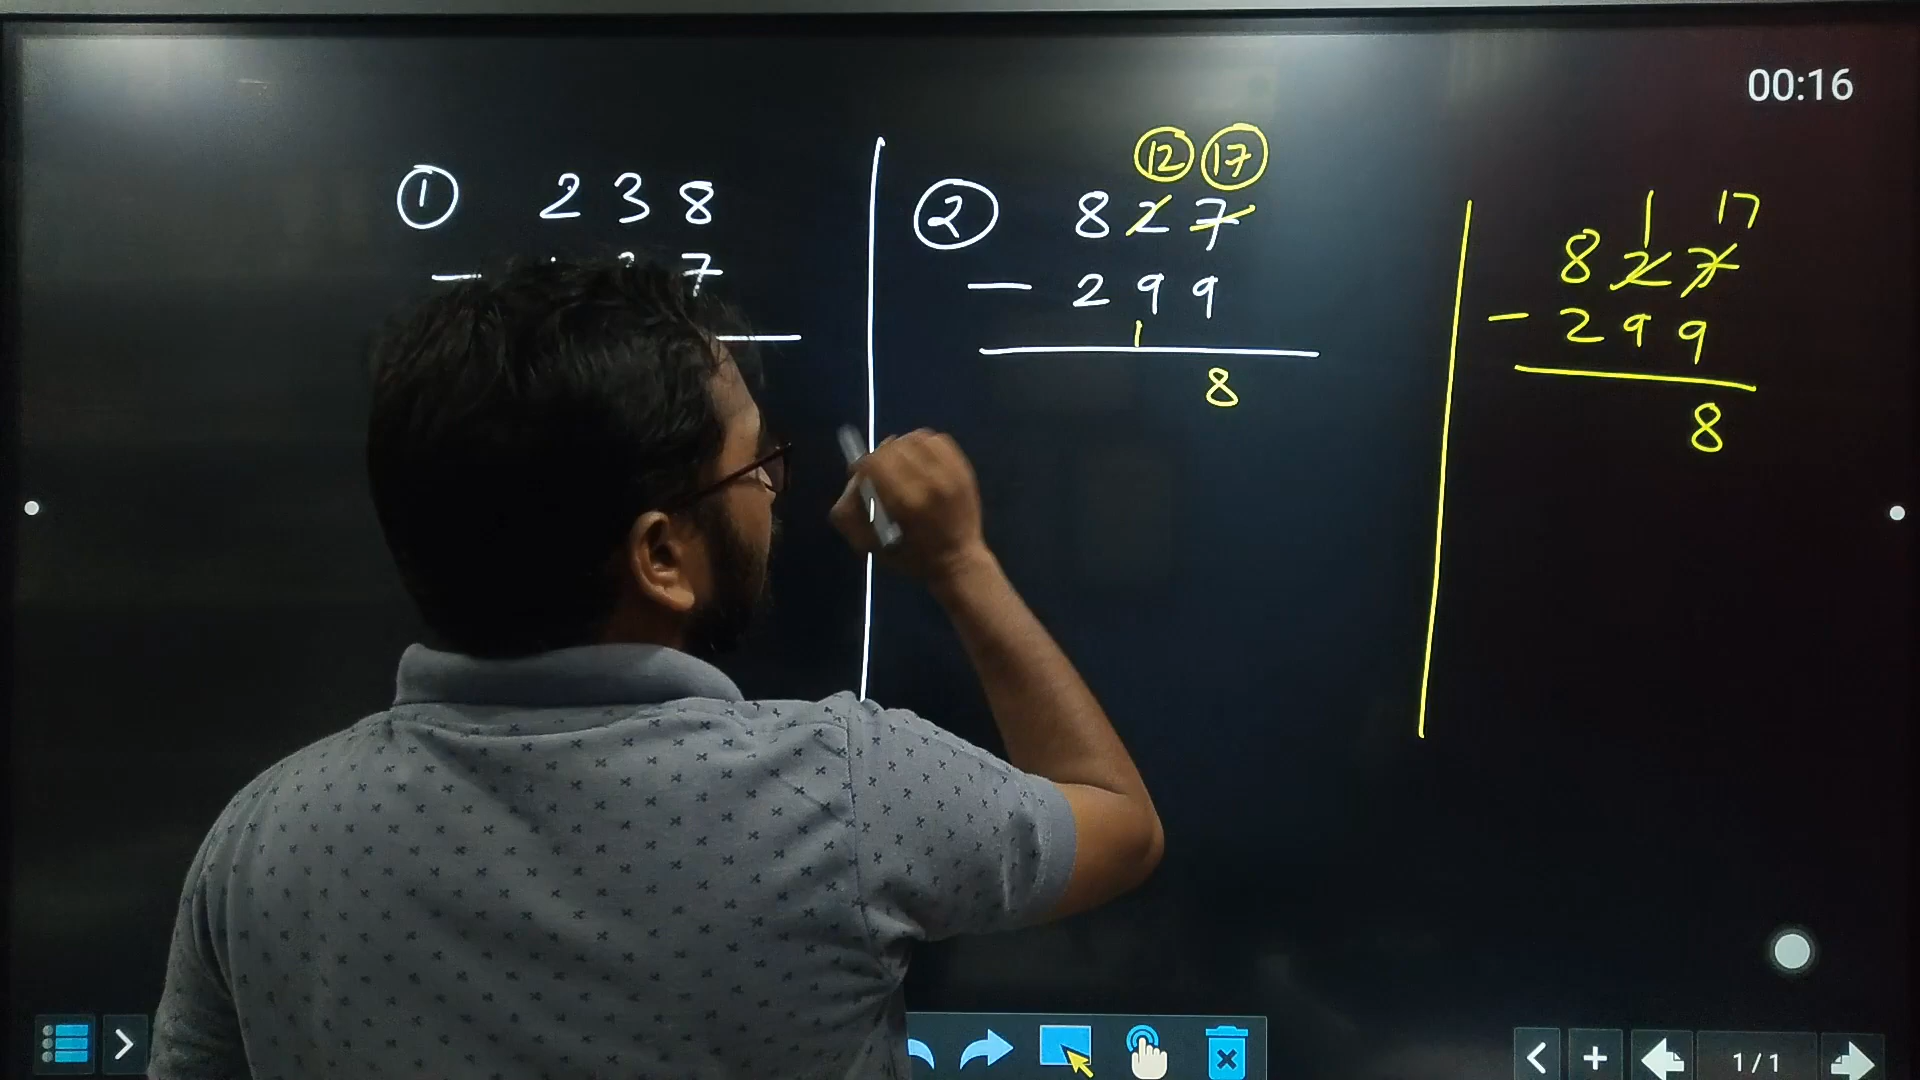 00:16
① 2 3 8
— 7
12 17
② 8 2 7
— 2 9 9
1
8
1 17
8 2 7
— 2 9 9
8
1/1